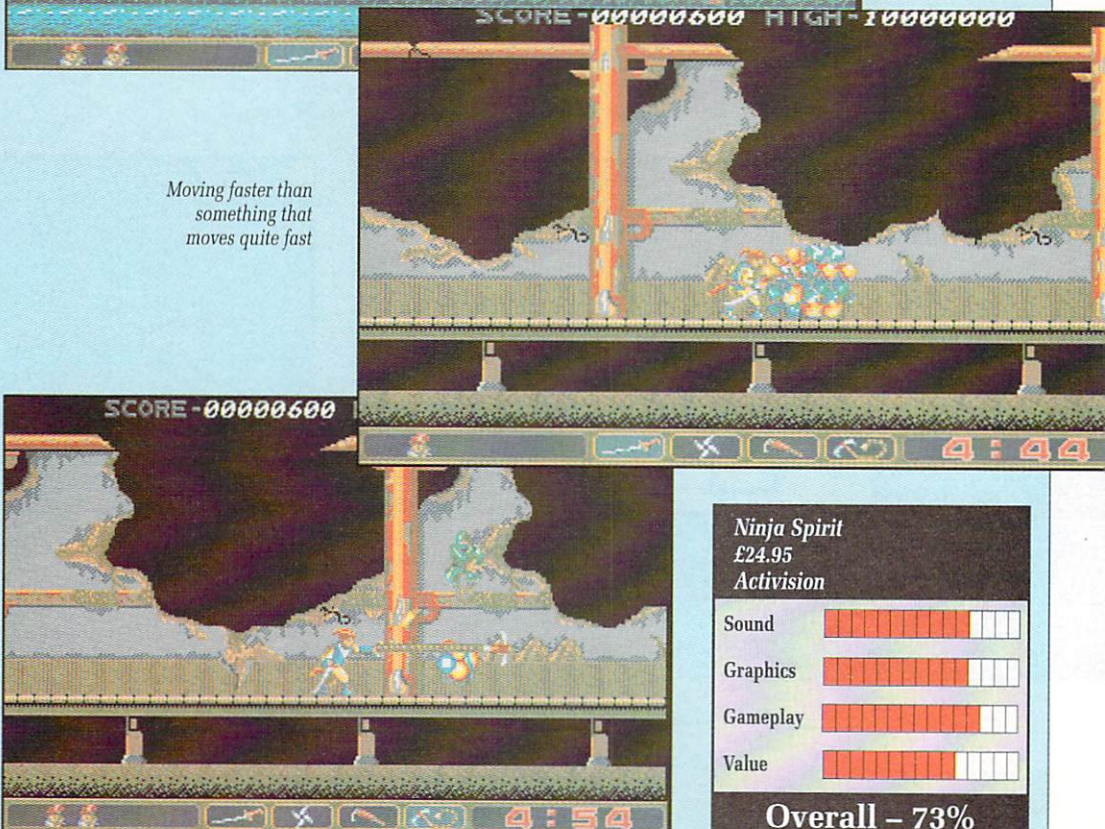 SCORE-00000600 HIGH-10000000
Moving faster than
something that
moves quite fast
4:44
SCORE-00000600
4:54
Ninja Spirit
£24.95
Activision
Sound
Graphics
Gameplay
Value
Overall – 73%